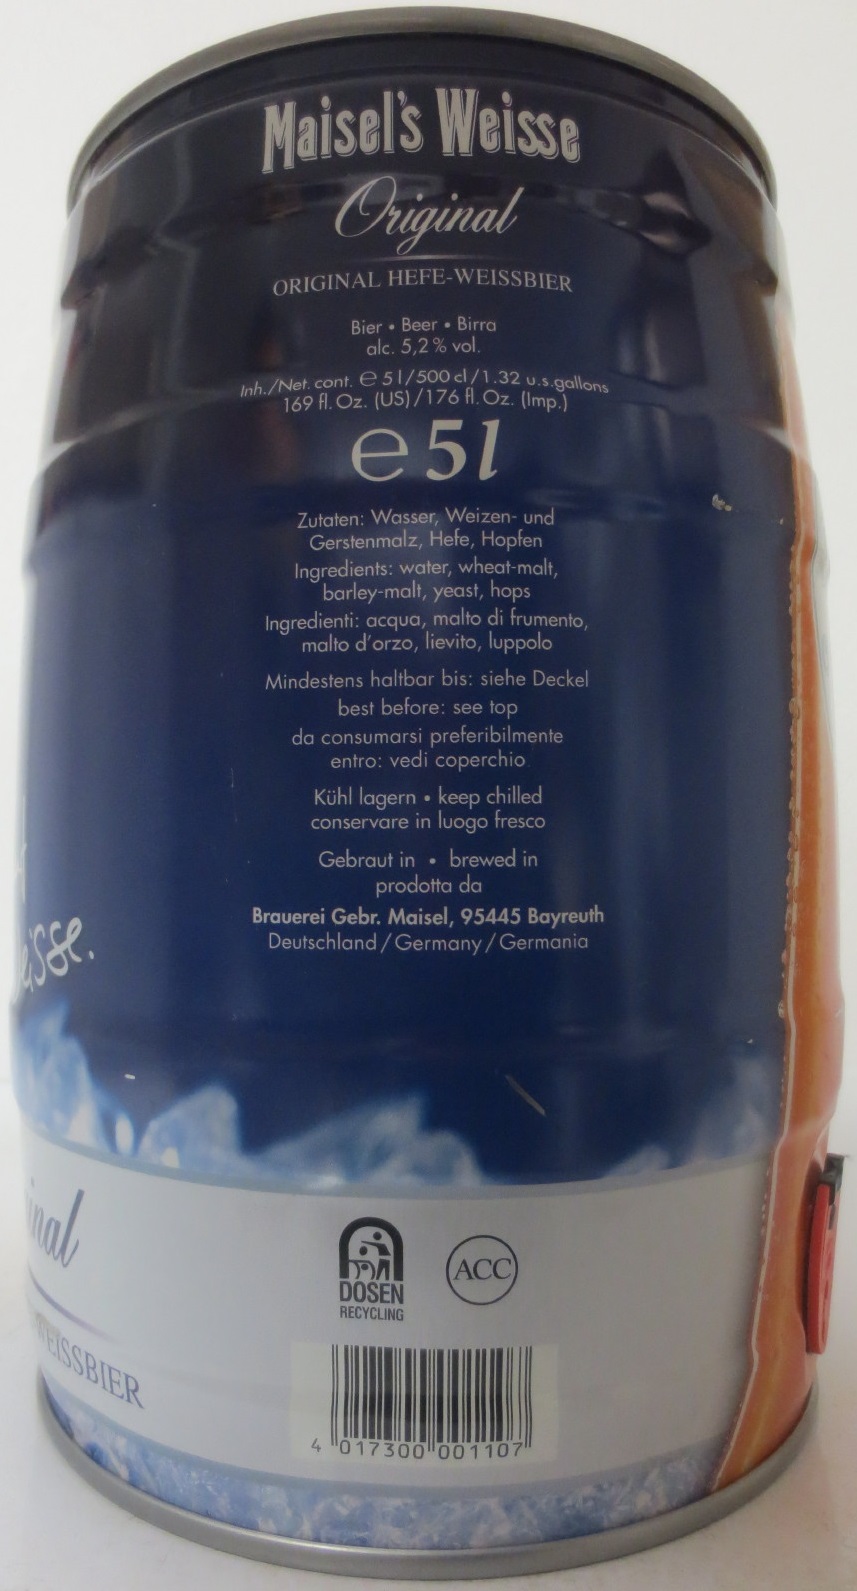 Maisel's Weisse
Original
ORIGINAL HEFE-WEISSBIER
Bier • Beer • Birra
alc. 5,2 % vol.
Inh./Net. cont. ℮ 5 l/500 cl/1.32 u.s.gallons
169 fl. Oz. (US)/176 fl. Oz. (Imp.)
℮ 5l
Zutaten: Wasser, Weizen- und
Gerstenmalz, Hefe, Hopfen
Ingredients: water, wheat-malt,
barley-malt, yeast, hops
Ingredienti: acqua, malto di frumento,
malto d'orzo, lievito, luppolo
Mindestens haltbar bis: siehe Deckel
best before: see top
da consumarsi preferibilmente
entro: vedi coperchio
Kühl lagern • keep chilled
conservare in luogo fresco
Gebraut in • brewed in
prodotta da
Brauerei Gebr. Maisel, 95445 Bayreuth
Deutschland/Germany/Germania
eisse.
inal
WEISSBIER
DOSEN
RECYCLING
ACC
4 017300 001107